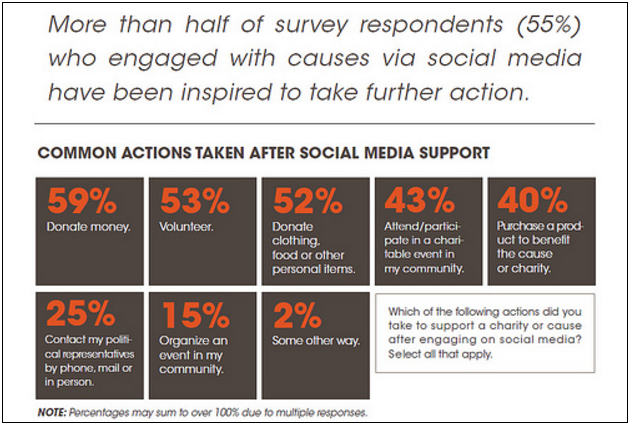 More than half of survey respondents (55%)
who engaged with causes via social media
have been inspired to take further action.
COMMON ACTIONS TAKEN AFTER SOCIAL MEDIA SUPPORT
59%
Donate money.
53%
Volunteer.
52%
Donate
clothing,
food or other
personal items.
43%
Attend/partici-
pate in a chari-
table event in
my community.
40%
Purchase a prod-
uct to benefit
the cause
or charity.
25%
Contact my politi-
cal representatives
by phone, mail or
in person.
15%
Organize an
event in my
community.
2%
Some other way.
Which of the following actions did you
take to support a charity or cause
after engaging on social media?
Select all that apply.
NOTE: Percentages may sum to over 100% due to multiple responses.